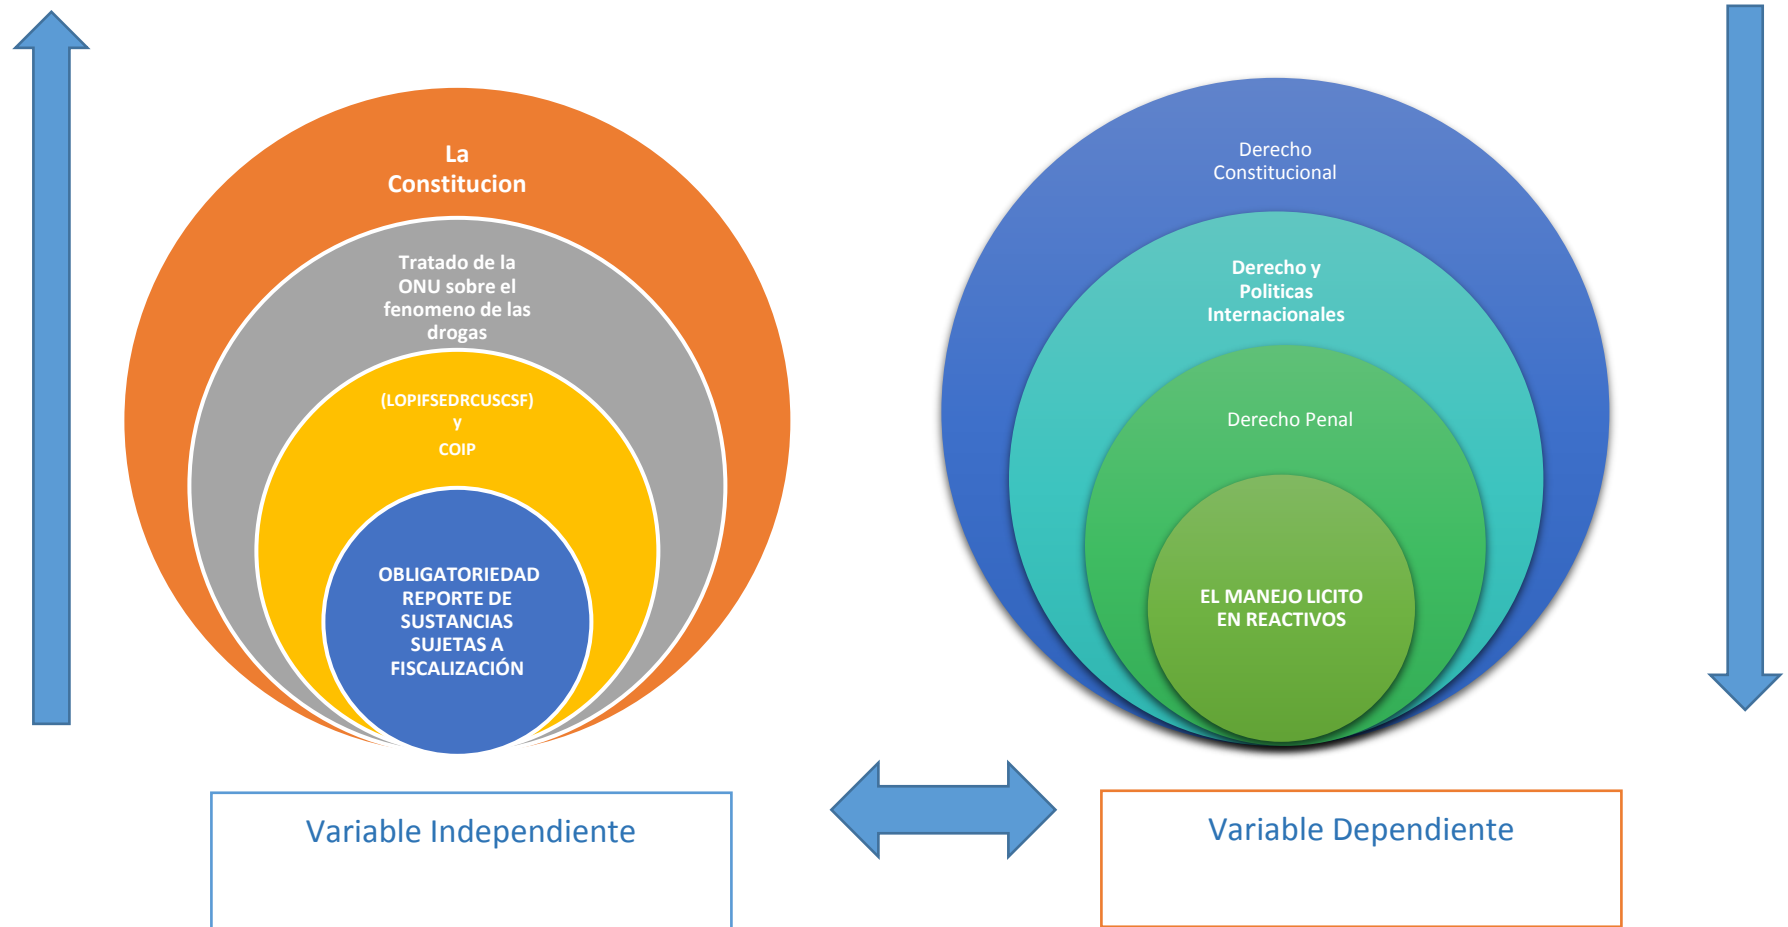 La
Constitucion
Tratado de la
ONU sobre el
fenomeno de las
drogas
(LOPIFSEDRCUSCSF)
y
COIP
OBLIGATORIEDAD
REPORTE DE
SUSTANCIAS
SUJETAS A
FISCALIZACIÓN
Derecho
Constitucional
Derecho y
Politicas
Internacionales
Derecho Penal
EL MANEJO LICITO
EN REACTIVOS
Variable Independiente
Variable Dependiente